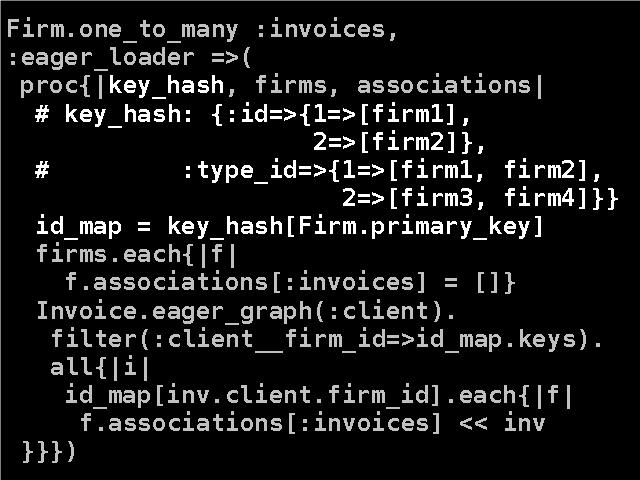 Firm.one_to_many :invoices,
:eager_loader =>(
 proc{|key_hash, firms, associations|
  # key_hash: {:id=>{1=>[firm1],
                     2=>[firm2]},
  #         :type_id=>{1=>[firm1, firm2],
                       2=>[firm3, firm4]}}
  id_map = key_hash[Firm.primary_key]
  firms.each{|f|
    f.associations[:invoices] = []}
  Invoice.eager_graph(:client).
   filter(:client__firm_id=>id_map.keys).
   all{|i|
    id_map[inv.client.firm_id].each{|f|
     f.associations[:invoices] << inv
 }}})